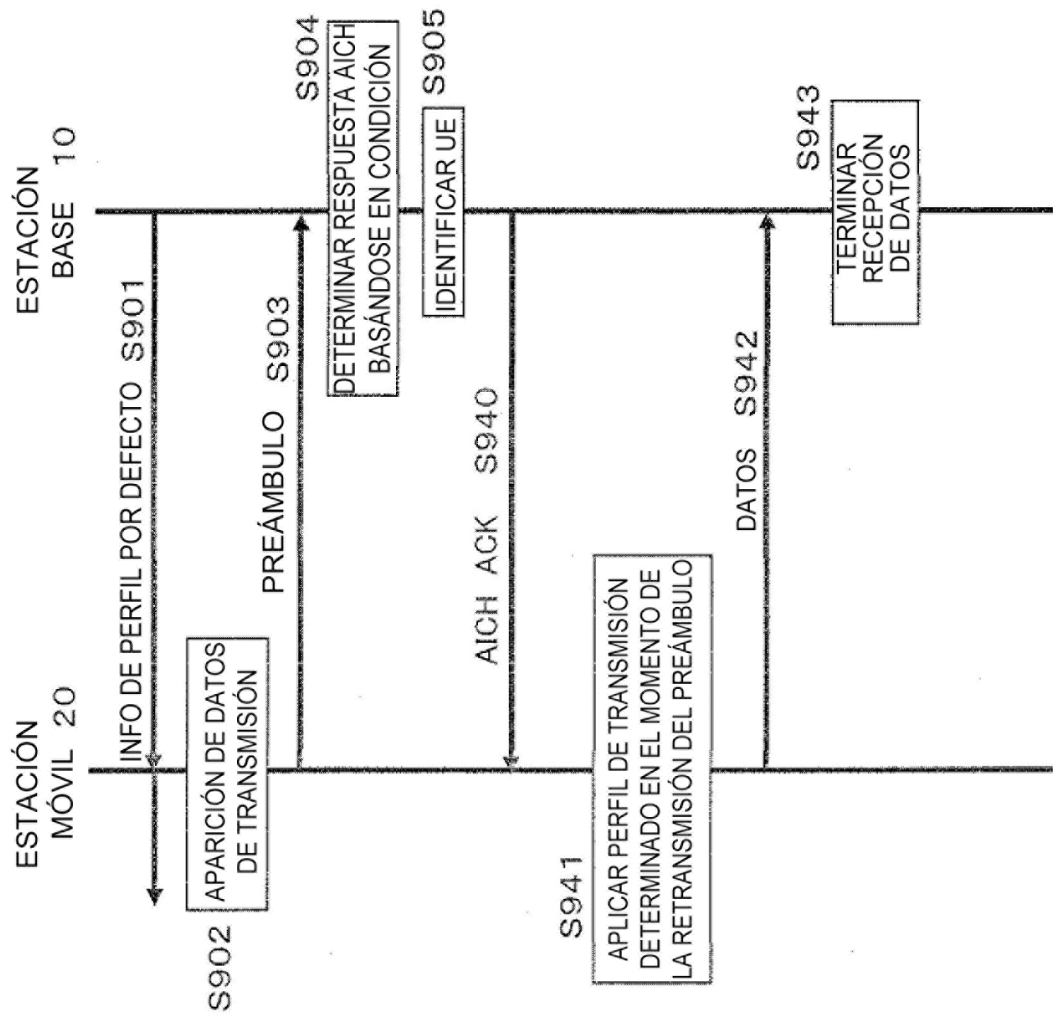 ESTACIÓN
MÓVIL 20
ESTACIÓN
BASE 10
INFO DE PERFIL POR DEFECTO S901
S902
APARICIÓN DE DATOS
DE TRANSMISIÓN
PREÁMBULO S903
S904
DETERMINAR RESPUESTA AICH
BASÁNDOSE EN CONDICIÓN
S905
IDENTIFICAR UE
AICH ACK S940
S941
APLICAR PERFIL DE TRANSMISIÓN
DETERMINADO EN EL MOMENTO DE
LA RETRANSMISIÓN DEL PREÁMBULO
DATOS S942
S943
TERMINAR
RECEPCIÓN
DE DATOS